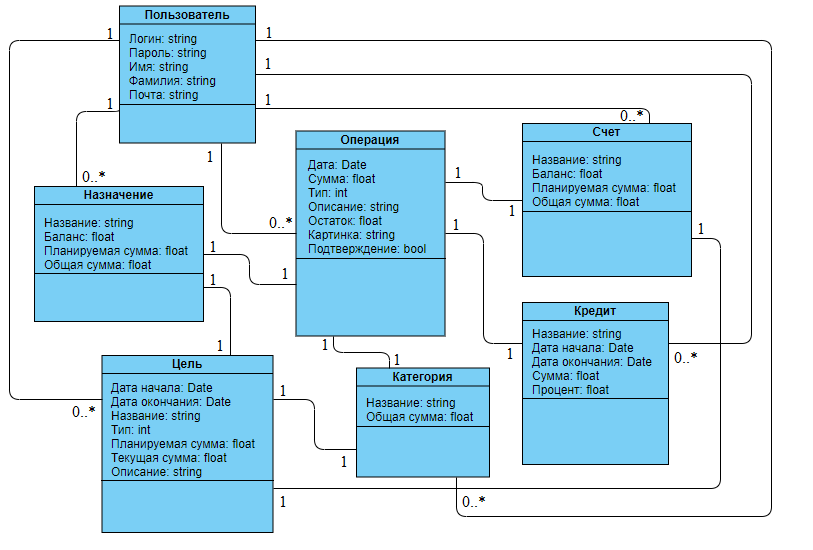 Пользователь
Логин: string
Пароль: string
Имя: string
Фамилия: string
Почта: string
1
1
1
1
1
1
0..*
Назначение
Название: string
Баланс: float
Планируемая сумма: float
Общая сумма: float
1
1
0..*
Операция
Дата: Date
Сумма: float
Тип: int
Описание: string
Остаток: float
Картинка: string
Подтверждение: bool
1
1
1
1
0..*
Счет
Название: string
Баланс: float
Планируемая сумма: float
Общая сумма: float
1
1
Кредит
Название: string
Дата начала: Date
Дата окончания: Date
Сумма: float
Процент: float
1
0..*
1
Цель
Дата начала: Date
Дата окончания: Date
Название: string
Тип: int
Планируемая сумма: float
Текущая сумма: float
Описание: string
0..*
1
1
1
Категория
Название: string
Общая сумма: float
1
0..*